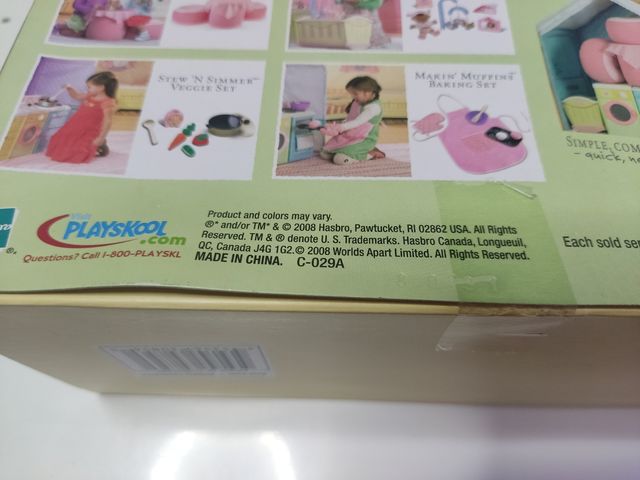 STEW 'N SIMMER™
VEGGIE SET
MAKIN' MUFFINS™
BAKING SET
SIMPLE, COM
- quick, ne
Visit
PLAYSKOOL
.com
®.
Questions? Call 1-800-PLAYSKL
Product and colors may vary.
®* and/or TM* & © 2008 Hasbro, Pawtucket, RI 02862 USA. All Rights
Reserved. TM & ® denote U. S. Trademarks. Hasbro Canada, Longueuil,
QC, Canada J4G 1G2. © 2008 Worlds Apart Limited. All Rights Reserved.
MADE IN CHINA. C-029A
Each sold se